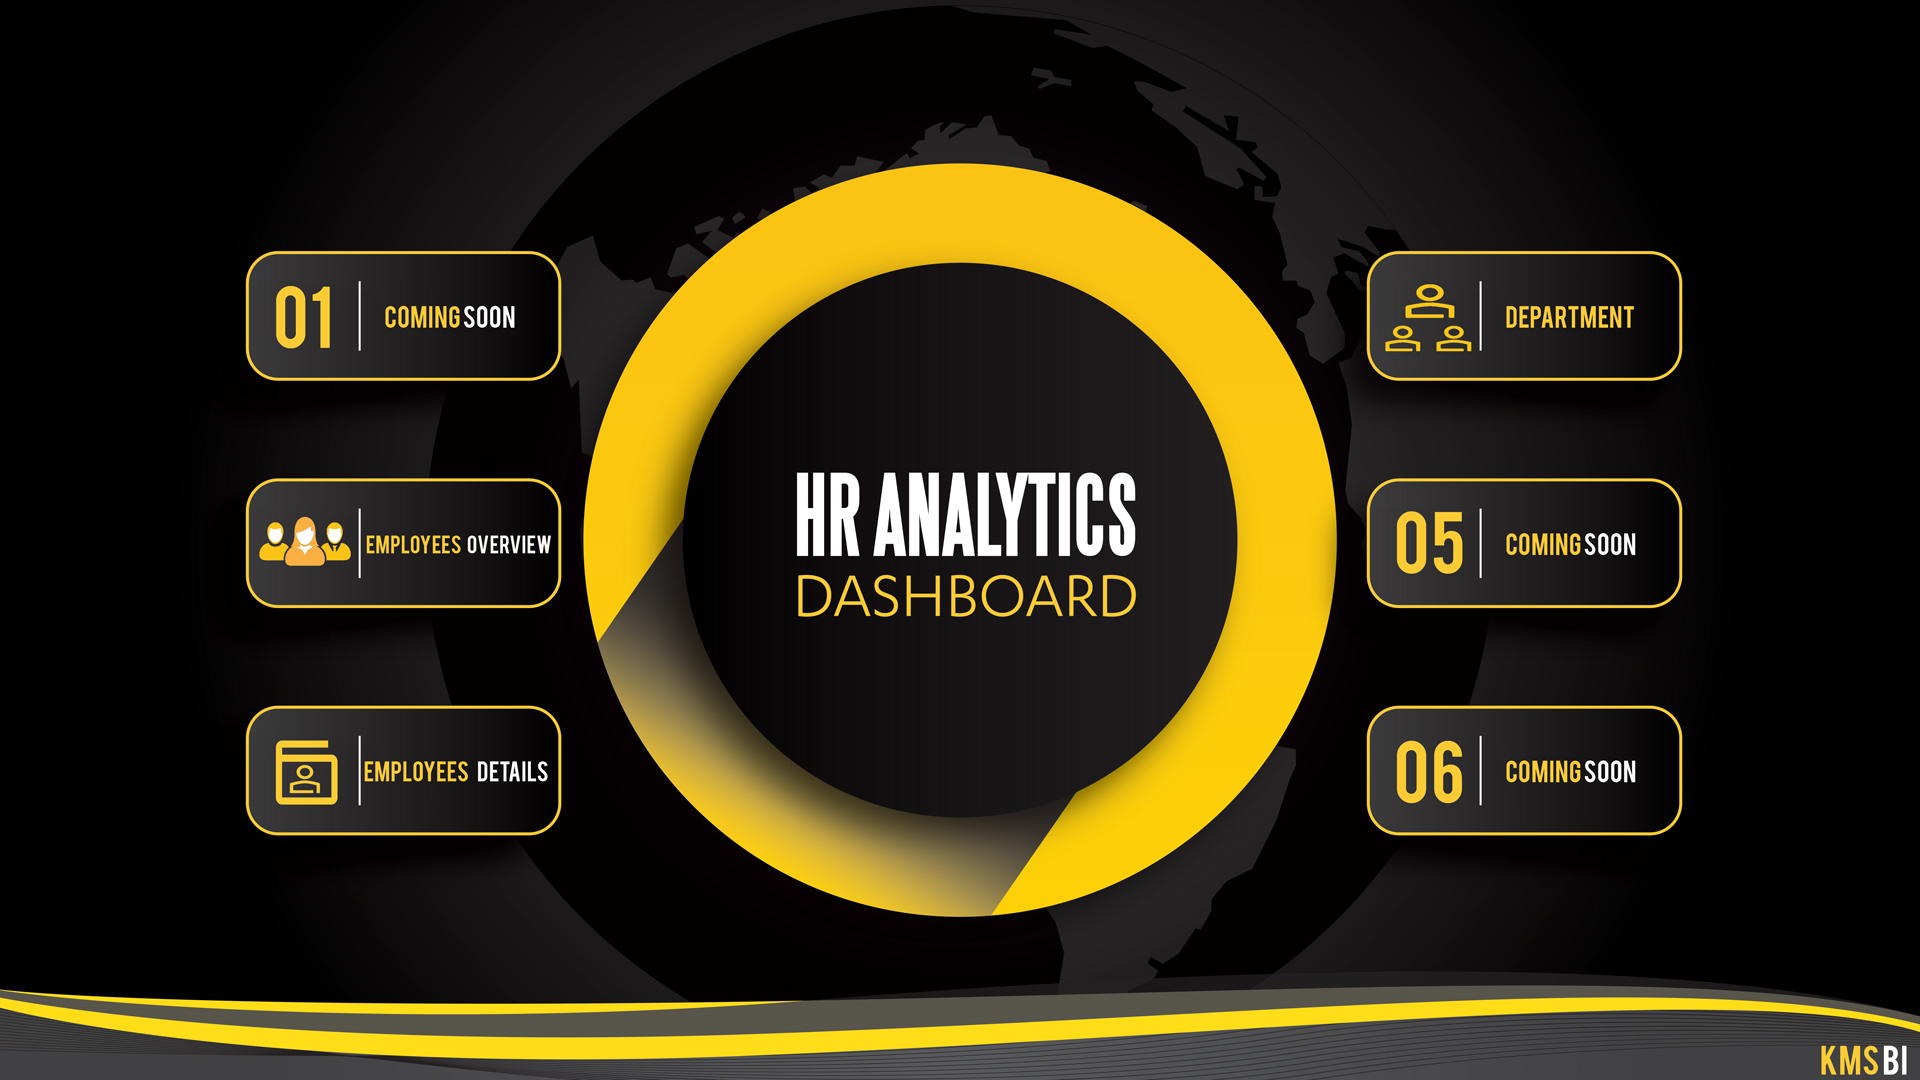 01 COMING SOON
EMPLOYEES OVERVIEW
EMPLOYEES DETAILS
HR ANALYTICS
DASHBOARD
DEPARTMENT
05 COMING SOON
06 COMING SOON
KMS BI